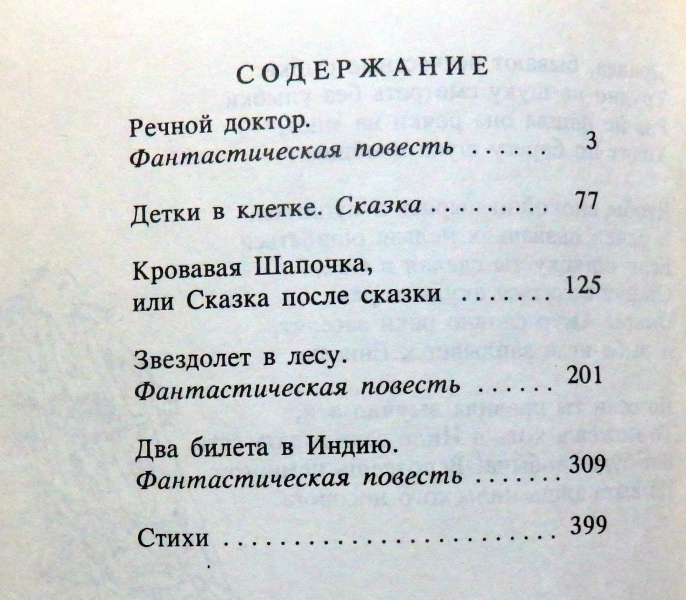 СОДЕРЖАНИЕ
Речной доктор.
Фантастическая повесть ....... 3
Детки в клетке. Сказка ......... 77
Кровавая Шапочка,
или Сказка после сказки ....... 125
Звездолет в лесу.
Фантастическая повесть ...... 201
Два билета в Индию.
Фантастическая повесть ....... 309
Стихи ........................ 399